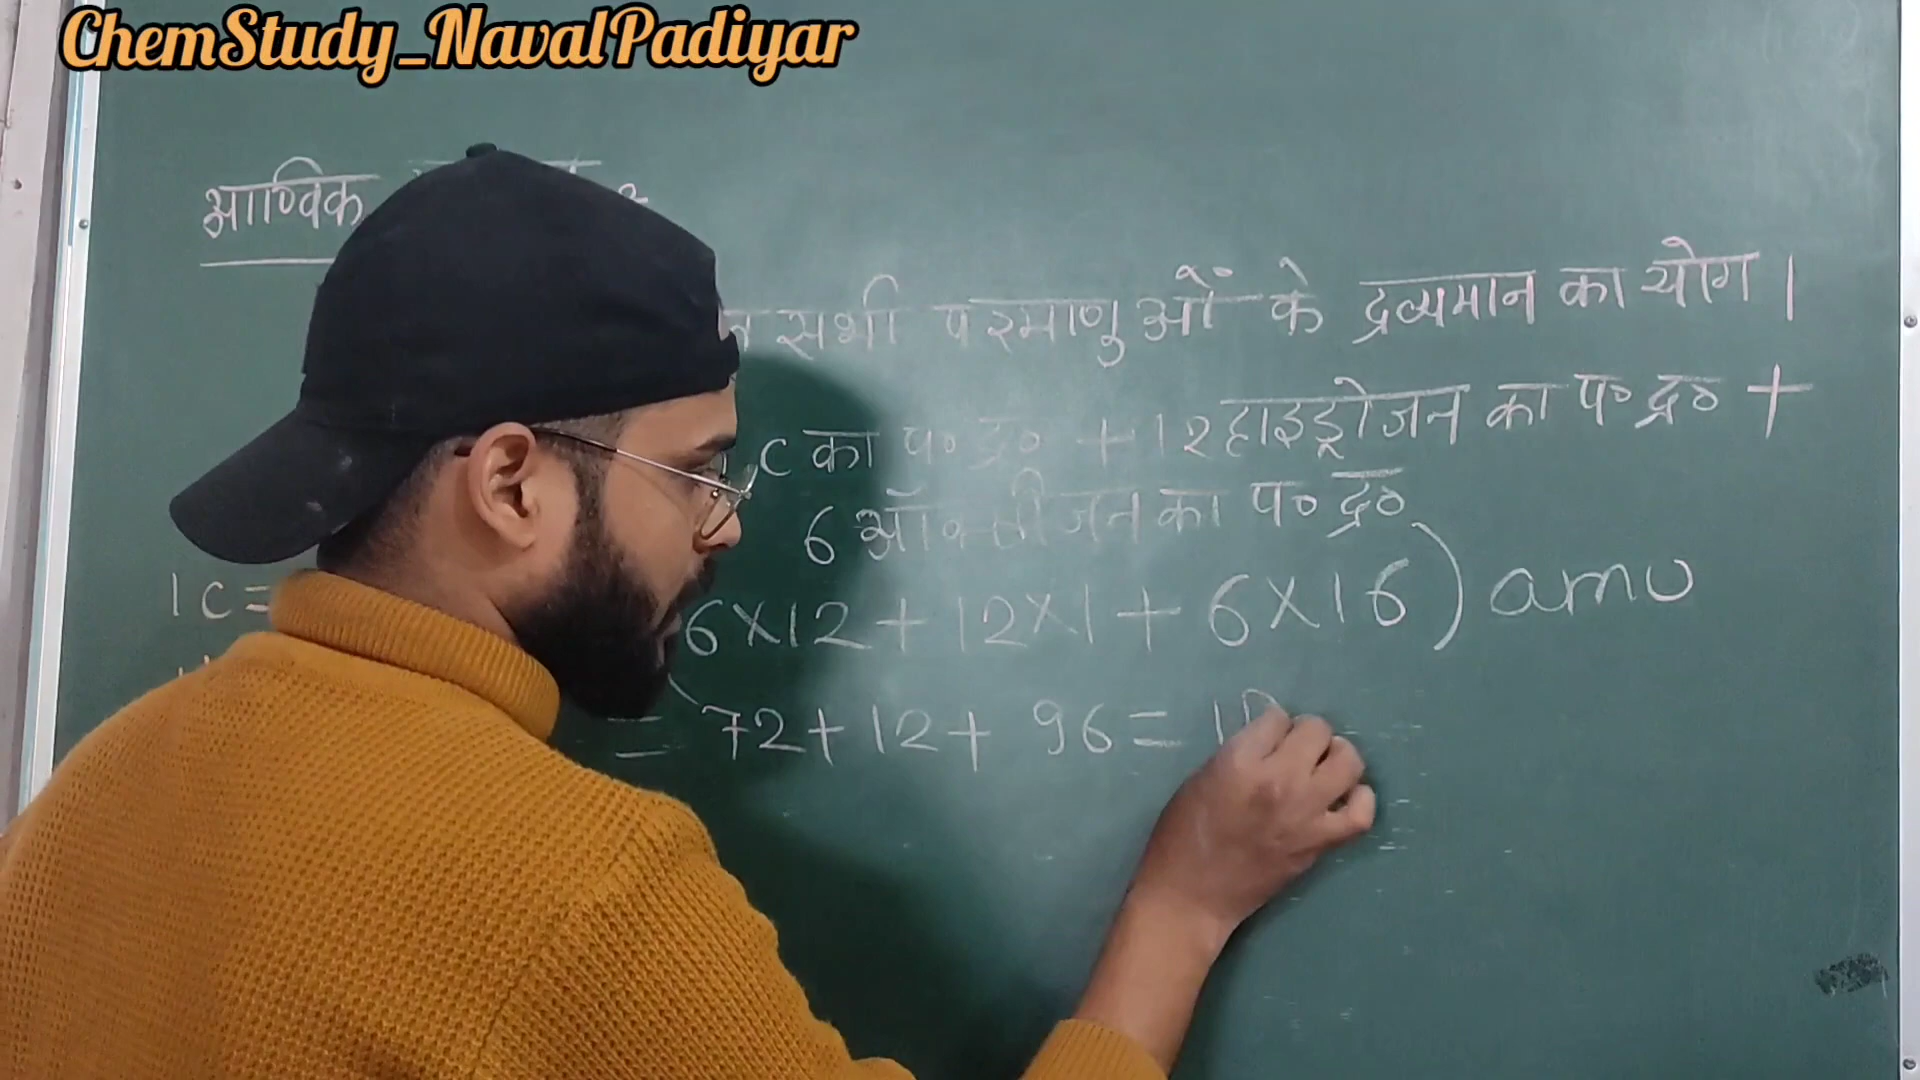 ChemStudy_NavalPadiyar
आण्विक
सभी परमाणुओं के द्रव्यमान का योग।
C का प० द्र० + 12 हाइड्रोजन का प० द्र० +
6 ऑक्सीजन का प० द्र०
1C =
6×12 + 12×1 + 6×16) amu
= 72+12+ 96 =